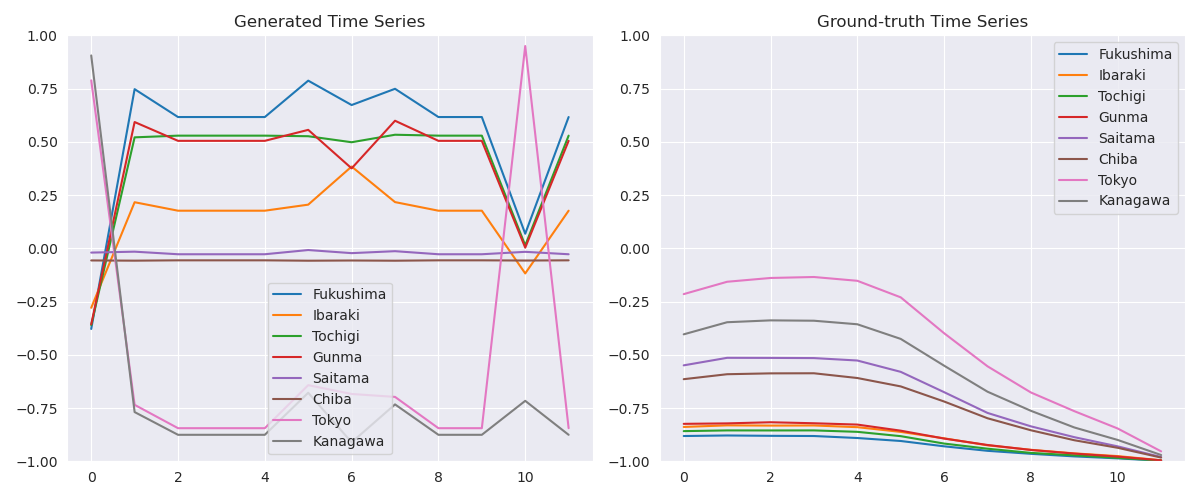 Generated Time Series
1.00
0.75
0.50
0.25
0.00
−0.25
−0.50
−0.75
−1.00
0
2
4
6
8
10
Fukushima
Ibaraki
Tochigi
Gunma
Saitama
Chiba
Tokyo
Kanagawa
Ground-truth Time Series
1.00
0.75
0.50
0.25
0.00
−0.25
−0.50
−0.75
−1.00
0
2
4
6
8
10
Fukushima
Ibaraki
Tochigi
Gunma
Saitama
Chiba
Tokyo
Kanagawa